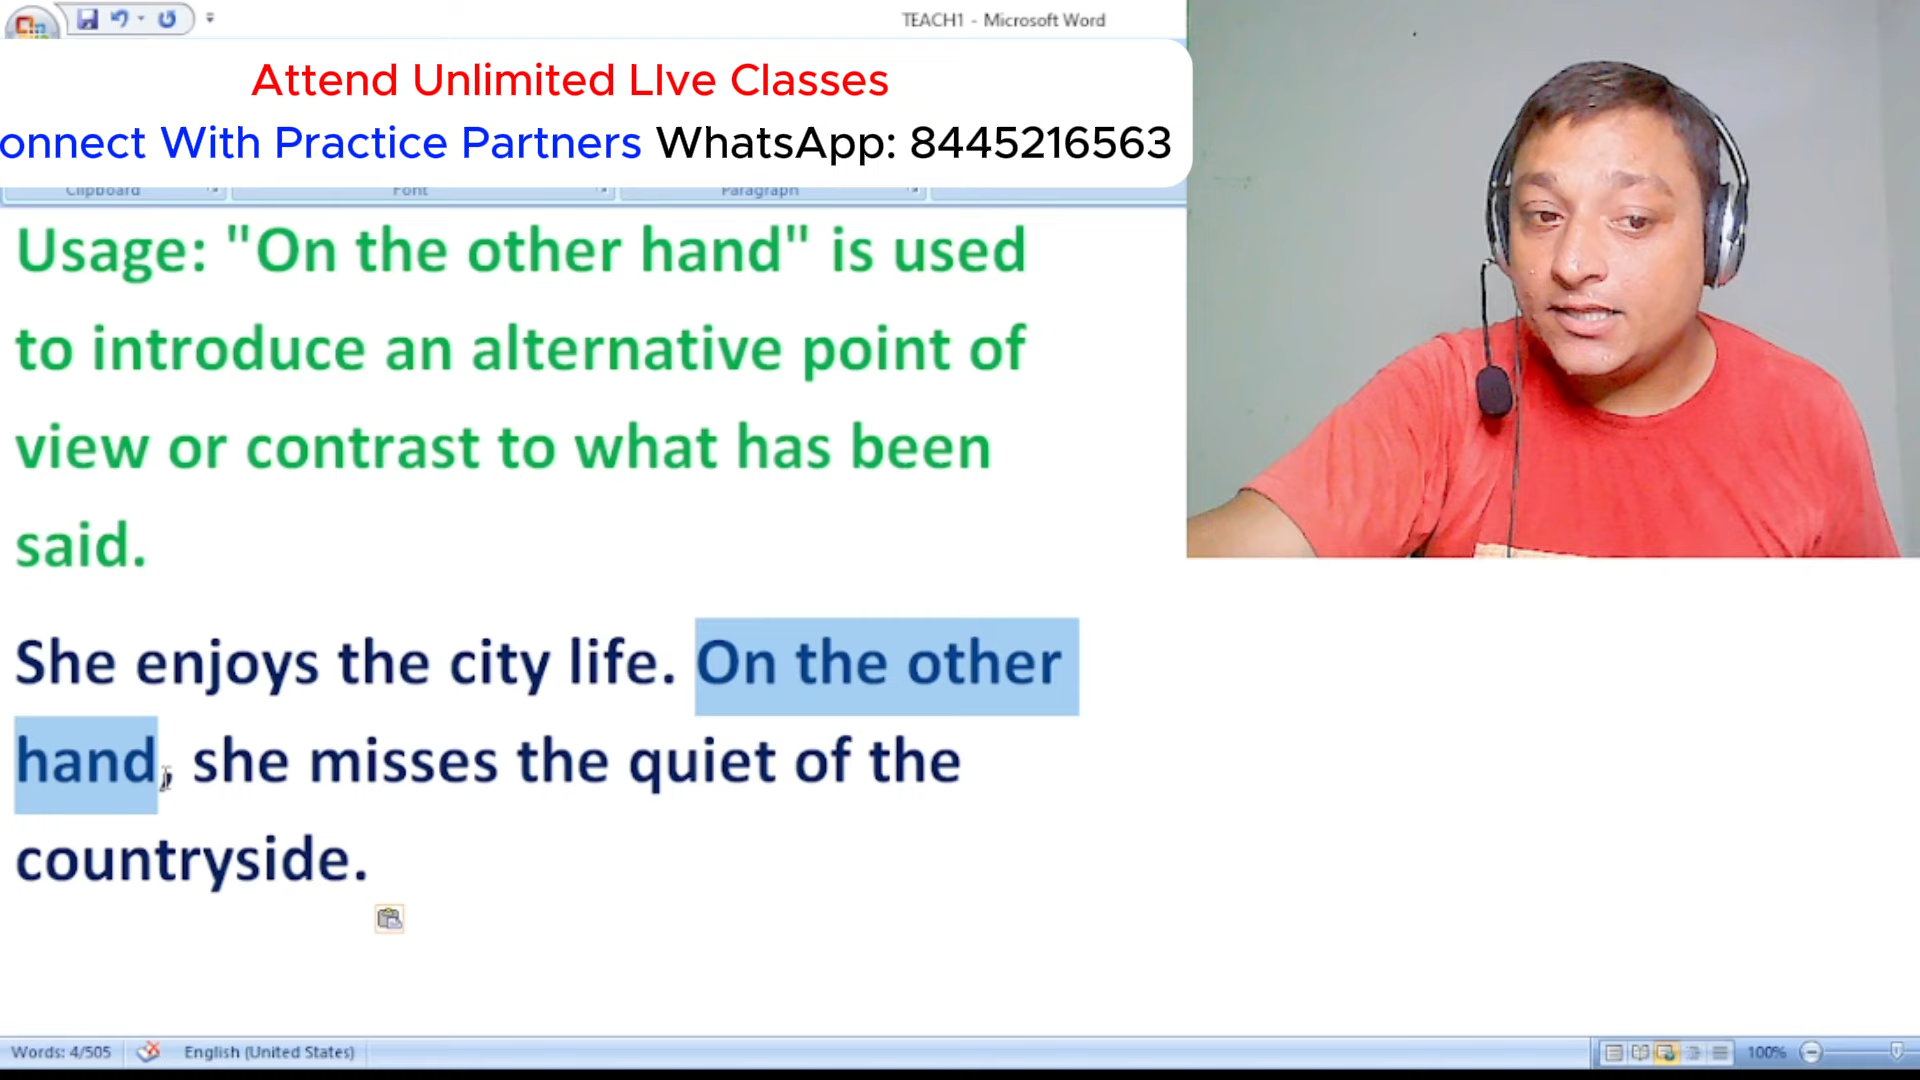 TEACH1 - Microsoft Word
Attend Unlimited LIve Classes
onnect With Practice Partners WhatsApp: 8445216563
Clipboard Font Paragraph
Usage: "On the other hand" is used
to introduce an alternative point of
view or contrast to what has been
said.
She enjoys the city life. On the other
hand, she misses the quiet of the
countryside.
Words: 4/505 English (United States) 100%